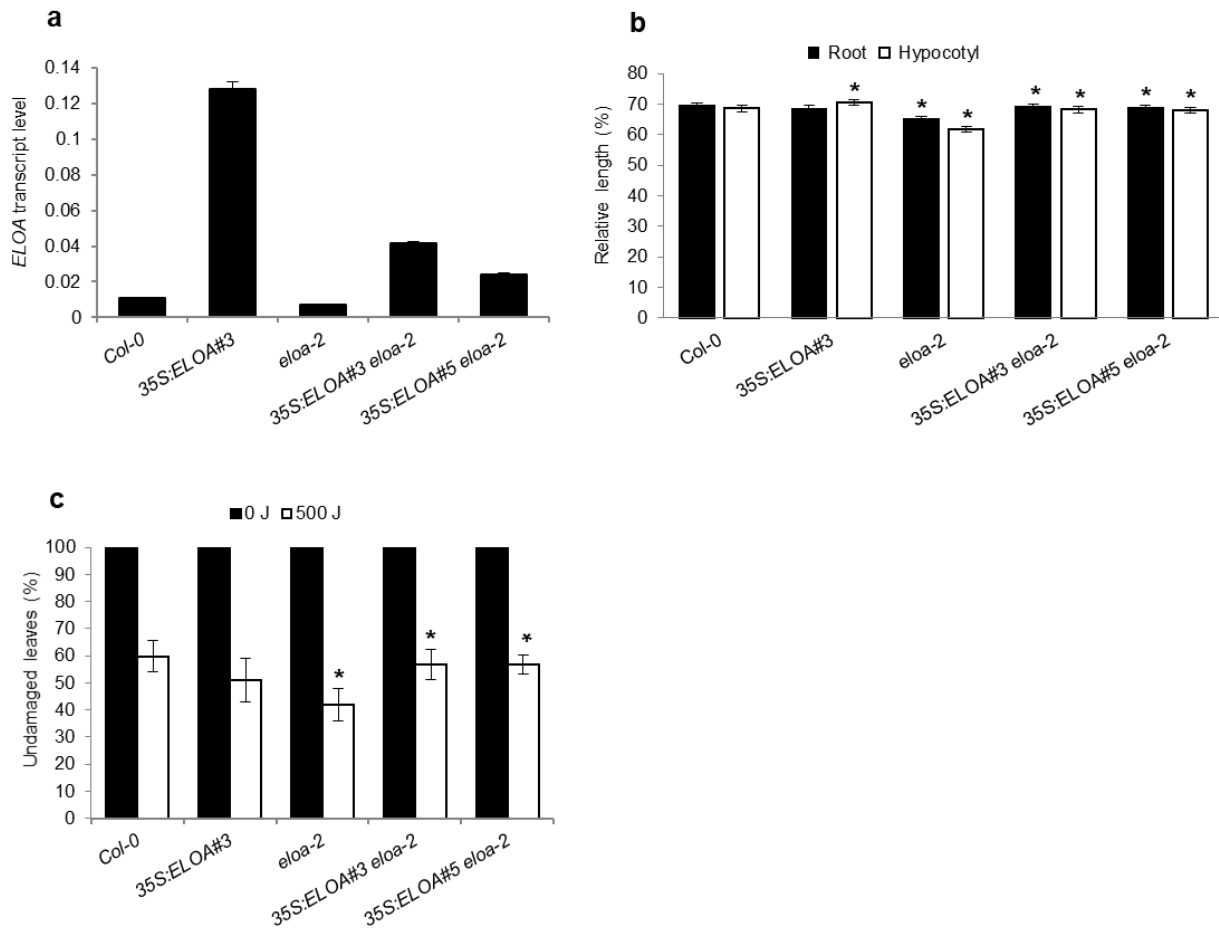 a
0.14
0.12
0.1
0.08
0.06
0.04
0.02
0
ELOA transcript level
Col-0
35S:ELOA#3
eloa-2
35S:ELOA#3 eloa-2
35S:ELOA#5 eloa-2
b
Root Hypocotyl
80
70
60
50
40
30
20
10
0
Relative length (%)
* * * * * * *
Col-0
35S:ELOA#3
eloa-2
35S:ELOA#3 eloa-2
35S:ELOA#5 eloa-2
c
0 J 500 J
100
90
80
70
60
50
40
30
20
10
0
Undamaged leaves (%)
* * *
Col-0
35S:ELOA#3
eloa-2
35S:ELOA#3 eloa-2
35S:ELOA#5 eloa-2